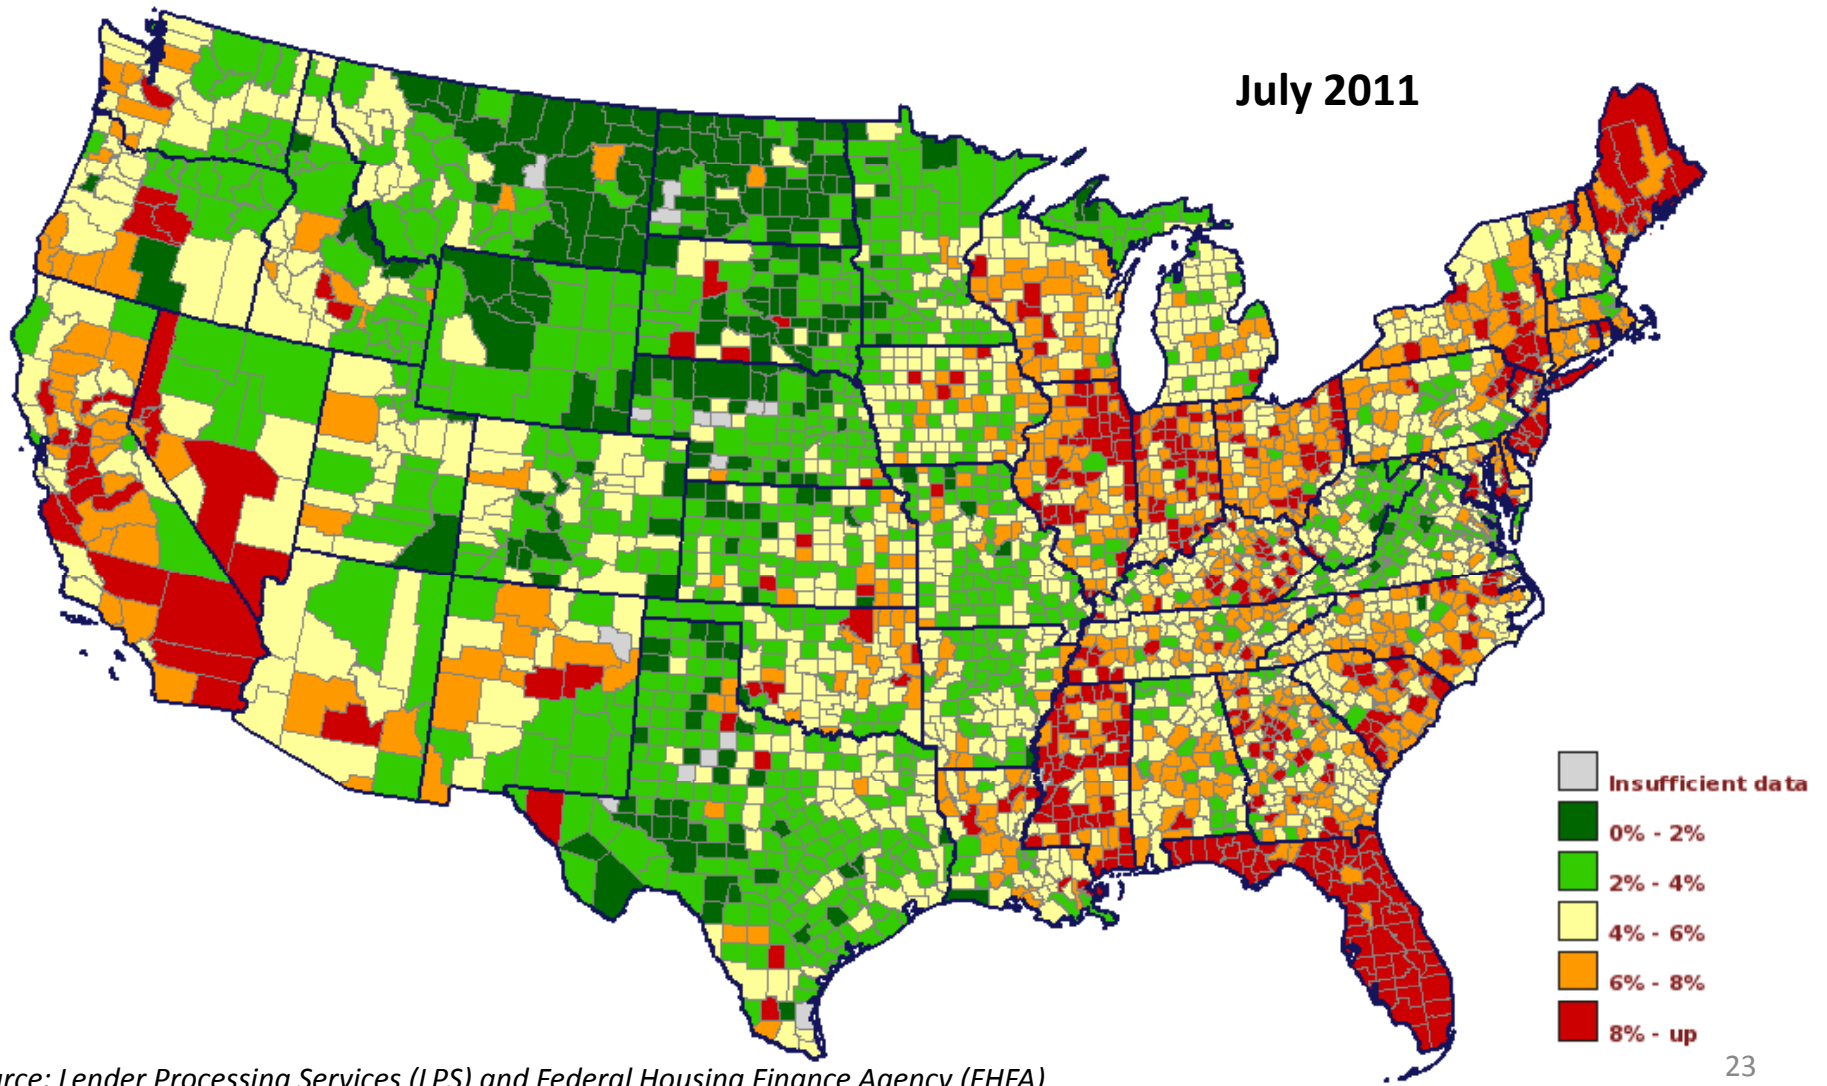 July 2011
Insufficient data
0% - 2%
2% - 4%
4% - 6%
6% - 8%
8% - up
urce: Lender Processing Services (LPS) and Federal Housing Finance Agency (FHFA)
23